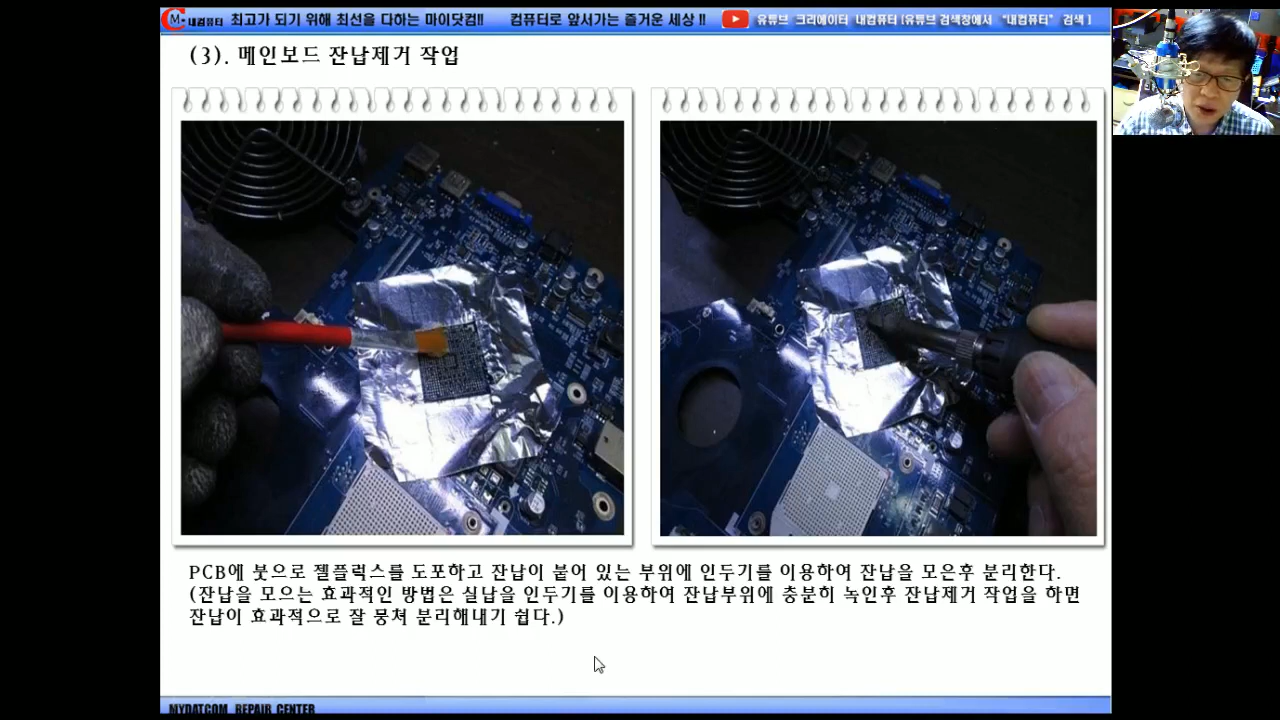 CM 내컴퓨터 최고가 되기 위해 최선을 다하는 마이닷컴!! 컴퓨터로 앞서가는 즐거운 세상 !! 유튜브 크리에이터 내컴퓨터 [유튜브 검색창에서 "내컴퓨터" 검색 ]
(3). 메인보드 잔납제거 작업
PCB에 붓으로 젤플럭스를 도포하고 잔납이 붙어 있는 부위에 인두기를 이용하여 잔납을 모은후 분리한다.
(잔납을 모으는 효과적인 방법은 실납을 인두기를 이용하여 잔납부위에 충분히 녹인후 잔납제거 작업을 하면
잔납이 효과적으로 잘 뭉쳐 분리해내기 쉽다.)
MYDATCOM REPAIR CENTER